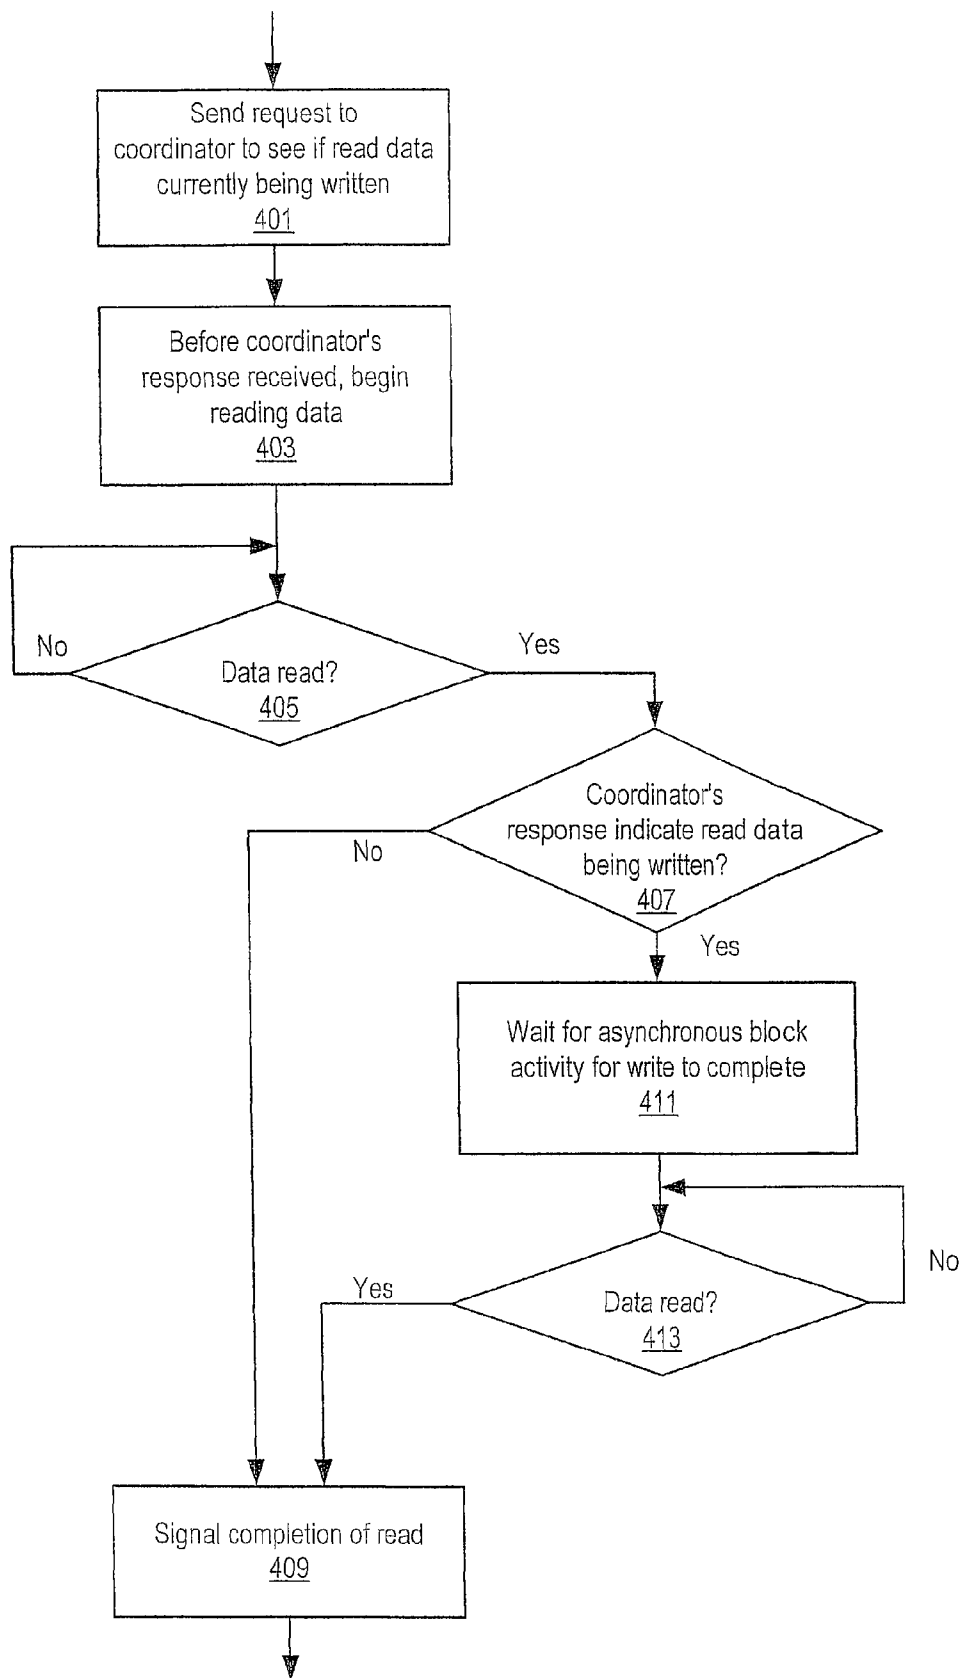 Send request to
coordinator to see if read data
currently being written
401
Before coordinator's
response received, begin
reading data
403
No
Yes
Data read?
405
Coordinator's
response indicate read data
being written?
407
No
Yes
Wait for asynchronous block
activity for write to complete
411
No
Yes
Data read?
413
Signal completion of read
409